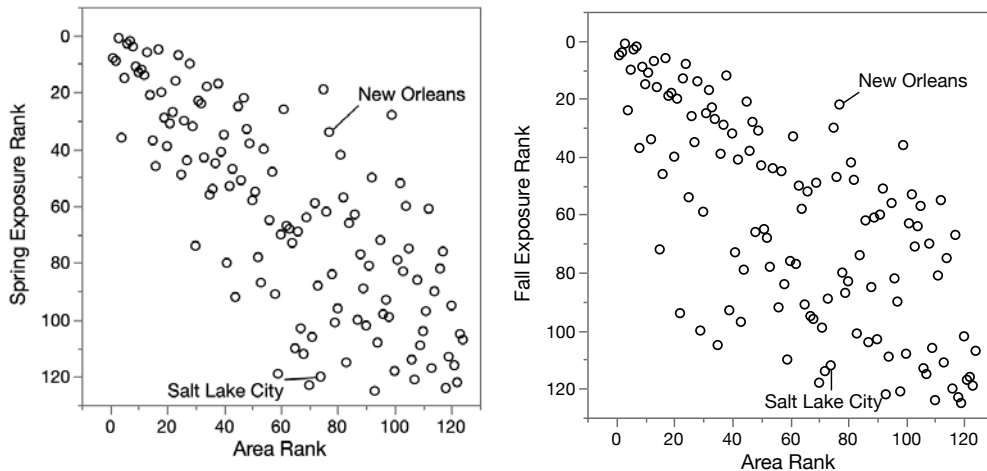 Spring Exposure Rank
0
20
40
60
80
100
120
New Orleans
Salt Lake City
0 20 40 60 80 100 120
Area Rank
Fall Exposure Rank
0
20
40
60
80
100
120
New Orleans
Salt Lake City
0 20 40 60 80 100 120
Area Rank